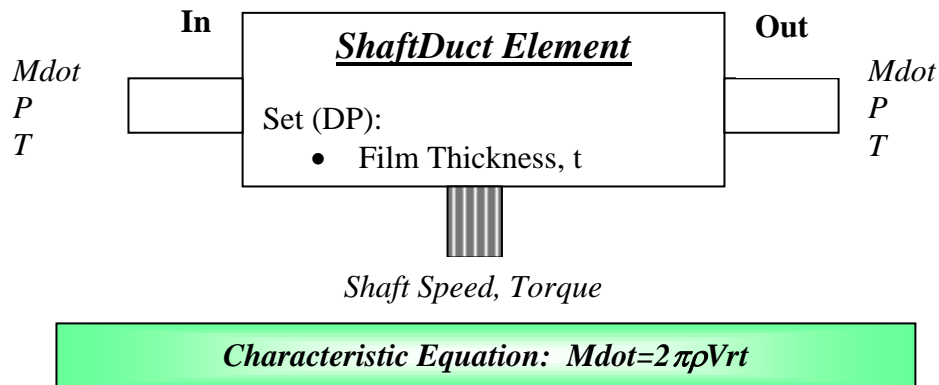 In
ShaftDuct Element
Out
Mdot
P
T
Set (DP):
• Film Thickness, t
Mdot
P
T
Shaft Speed, Torque
Characteristic Equation: Mdot=2πρVrt